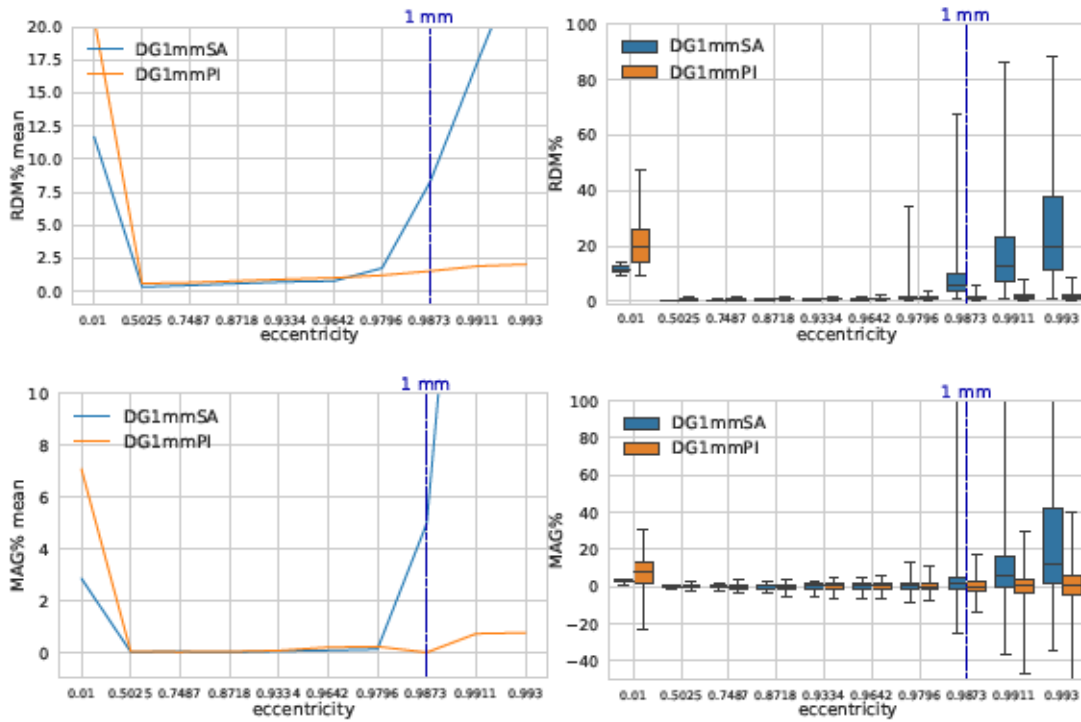 1 mm
20.0
17.5
15.0
12.5
10.0
7.5
5.0
2.5
0.0
RDM% mean
DG1mmSA
DG1mmPI
0.01 0.5025 0.7487 0.8718 0.9334 0.9642 0.9796 0.9873 0.9911 0.993
eccentricity
1 mm
100
80
60
40
20
0
RDM%
DG1mmSA
DG1mmPI
0.01 0.5025 0.7487 0.8718 0.9334 0.9642 0.9796 0.9873 0.9911 0.993
eccentricity
1 mm
10
8
6
4
2
0
MAG% mean
DG1mmSA
DG1mmPI
0.01 0.5025 0.7487 0.8718 0.9334 0.9642 0.9796 0.9873 0.9911 0.993
eccentricity
1 mm
100
80
60
40
20
0
−20
−40
MAG%
DG1mmSA
DG1mmPI
0.01 0.5025 0.7487 0.8718 0.9334 0.9642 0.9796 0.9873 0.9911 0.993
eccentricity